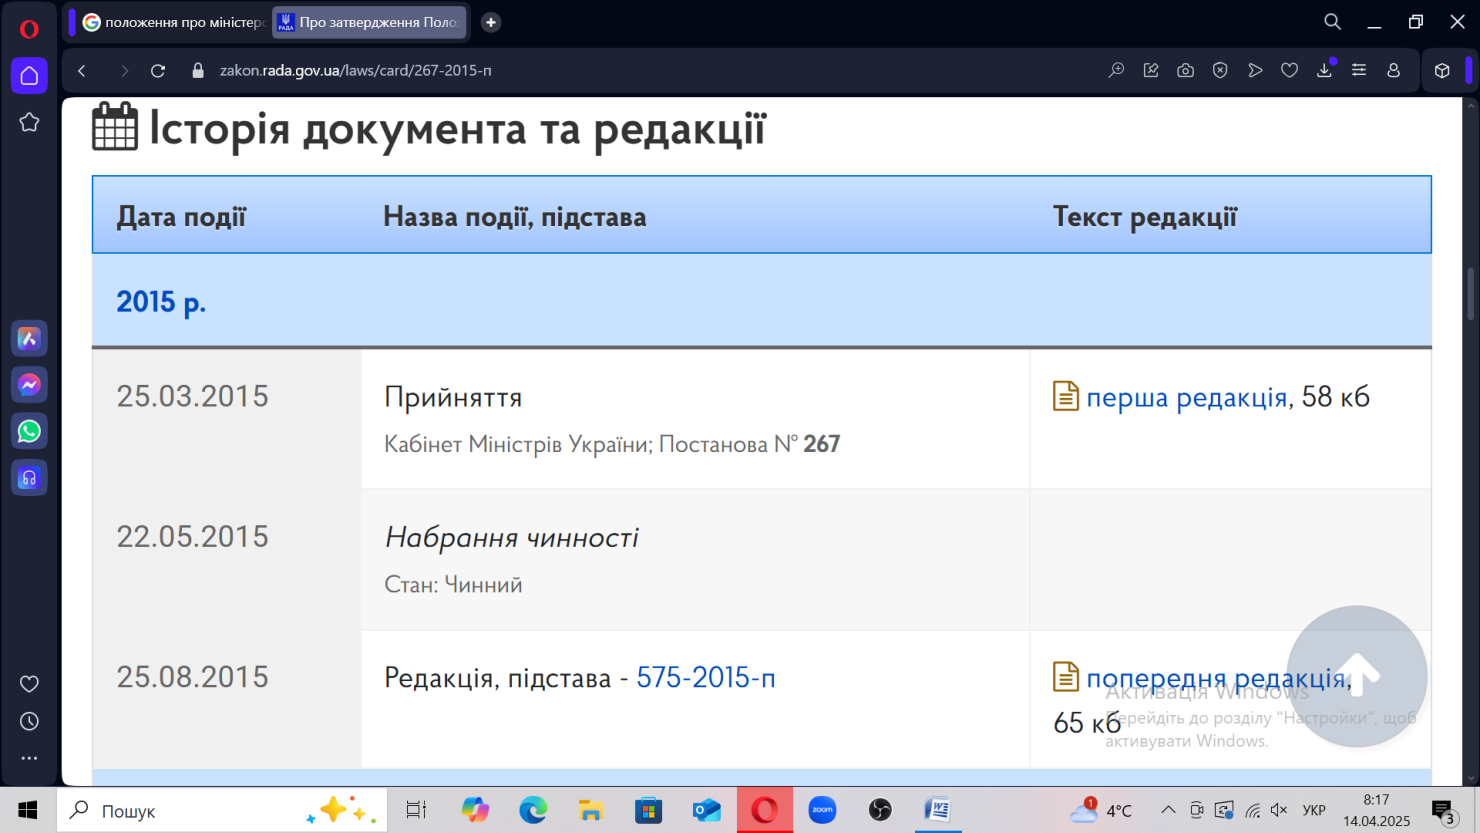 положення про міністерс
Про затвердження Поло
zakon.rada.gov.ua/laws/card/267-2015-п
Історія документа та редакції
Дата події Назва події, підстава Текст редакції
2015 р.
25.03.2015 Прийняття перша редакція, 58 кб
Кабінет Міністрів України; Постанова № 267
22.05.2015 Набрання чинності
Стан: Чинний
25.08.2015 Редакція, підстава - 575-2015-п попередня редакція,
65 кб
Активація Windows
Перейдіть до розділу "Настройки", щоб
активувати Windows.
Пошук
zoom
1
4°C
УКР
8:17
14.04.2025
3